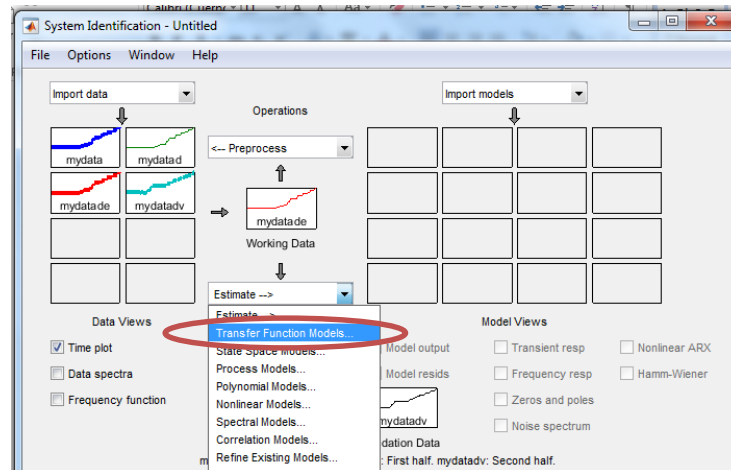 System Identification - Untitled
File Options Window Help
Import data
Import models
Operations
<-- Preprocess
mydata
mydatad
mydatade
mydatadv
mydatade
Working Data
Estimate -->
Estimate -->
Transfer Function Models...
State Space Models...
Process Models...
Polynomial Models...
Nonlinear Models...
Spectral Models...
Correlation Models...
Refine Existing Models...
Data Views
Time plot
Data spectra
Frequency function
Model Views
Model output
Transient resp
Nonlinear ARX
Model resids
Frequency resp
Hamm-Wiener
Zeros and poles
Noise spectrum
mydatadv
dation Data
: First half. mydatadv: Second half.